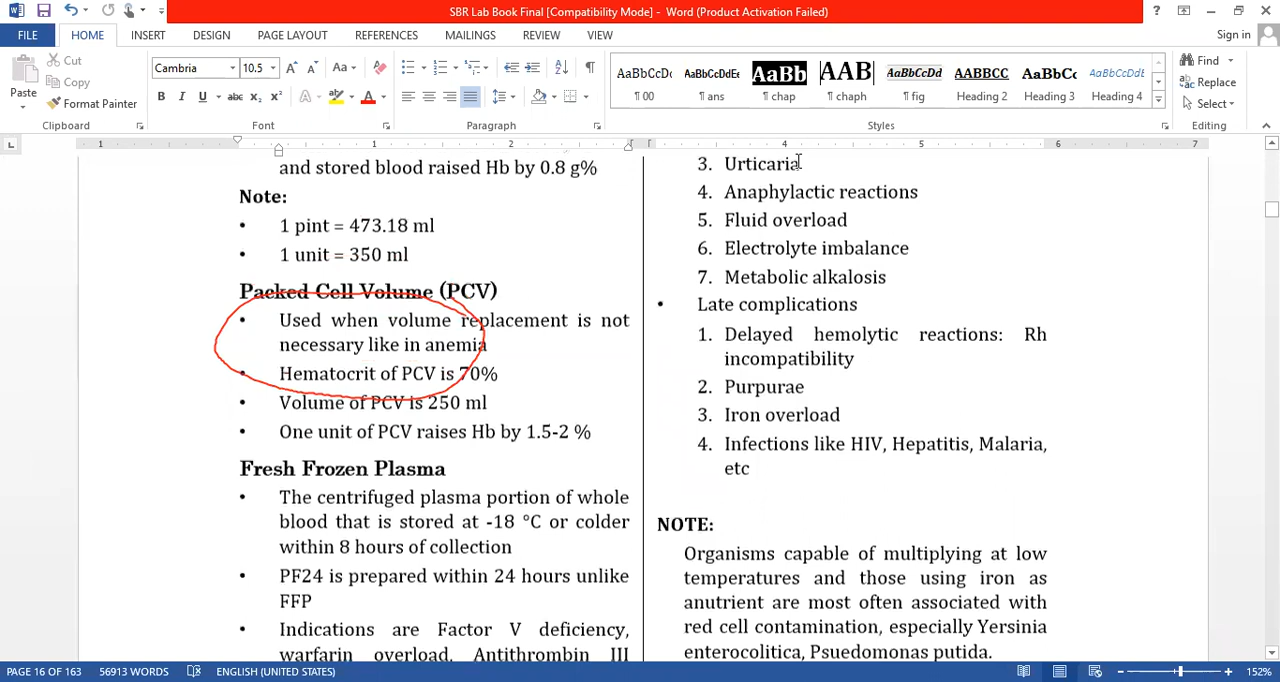 SBR Lab Book Final [Compatibility Mode] - Word (Product Activation Failed)
FILE HOME INSERT DESIGN PAGE LAYOUT REFERENCES MAILINGS REVIEW VIEW Sign in
Cut
Copy
Format Painter
Paste
Clipboard
Cambria 10.5
Font
Paragraph
AaBbCcDc AaBbCcDdEe AaBb AAB AaBbCcDd AABBCC AaBbCc AaBbCcDdE
¶ 00 ¶ ans ¶ chap ¶ chaph ¶ fig Heading 2 Heading 3 Heading 4
Styles
Find
Replace
Select
Editing
1 1 2 4 5 6 7
and stored blood raised Hb by 0.8 g%
Note:
• 1 pint = 473.18 ml
• 1 unit = 350 ml
Packed Cell Volume (PCV)
• Used when volume replacement is not
necessary like in anemia
• Hematocrit of PCV is 70%
• Volume of PCV is 250 ml
• One unit of PCV raises Hb by 1.5-2 %
Fresh Frozen Plasma
• The centrifuged plasma portion of whole
blood that is stored at -18 °C or colder
within 8 hours of collection
• PF24 is prepared within 24 hours unlike
FFP
• Indications are Factor V deficiency,
warfarin overload, Antithrombin III
3. Urticaria
4. Anaphylactic reactions
5. Fluid overload
6. Electrolyte imbalance
7. Metabolic alkalosis
• Late complications
1. Delayed hemolytic reactions: Rh
incompatibility
2. Purpurae
3. Iron overload
4. Infections like HIV, Hepatitis, Malaria,
etc
NOTE:
Organisms capable of multiplying at low
temperatures and those using iron as
anutrient are most often associated with
red cell contamination, especially Yersinia
enterocolitica, Psuedomonas putida.
PAGE 16 OF 163 56913 WORDS ENGLISH (UNITED STATES) 152%